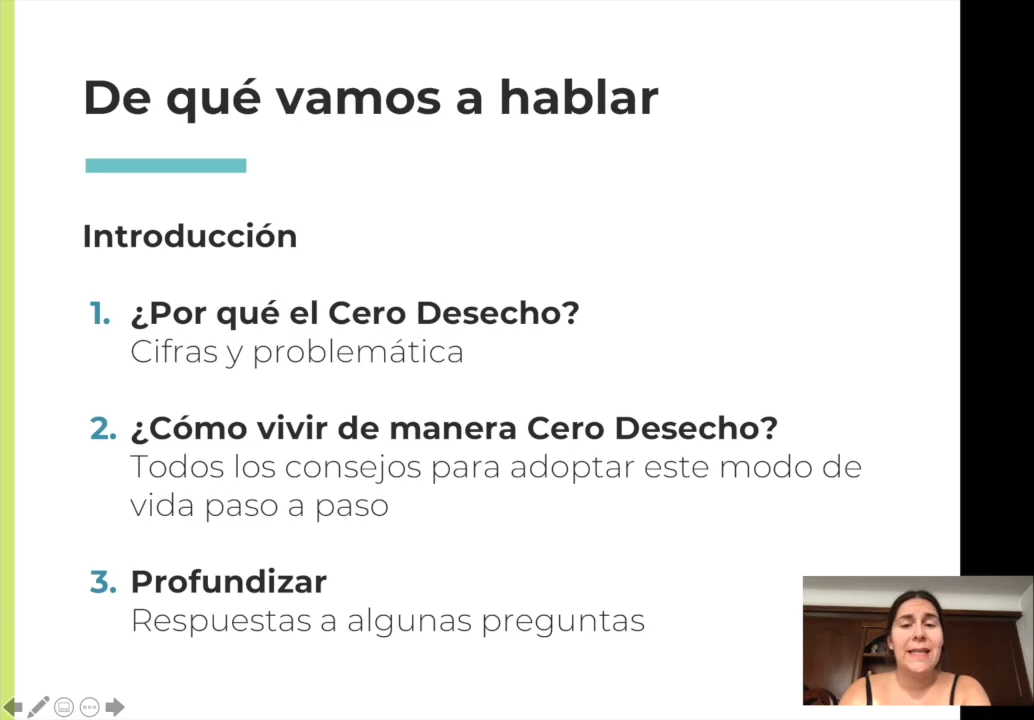 De qué vamos a hablar
Introducción
1. ¿Por qué el Cero Desecho?
Cifras y problemática
2. ¿Cómo vivir de manera Cero Desecho?
Todos los consejos para adoptar este modo de
vida paso a paso
3. Profundizar
Respuestas a algunas preguntas